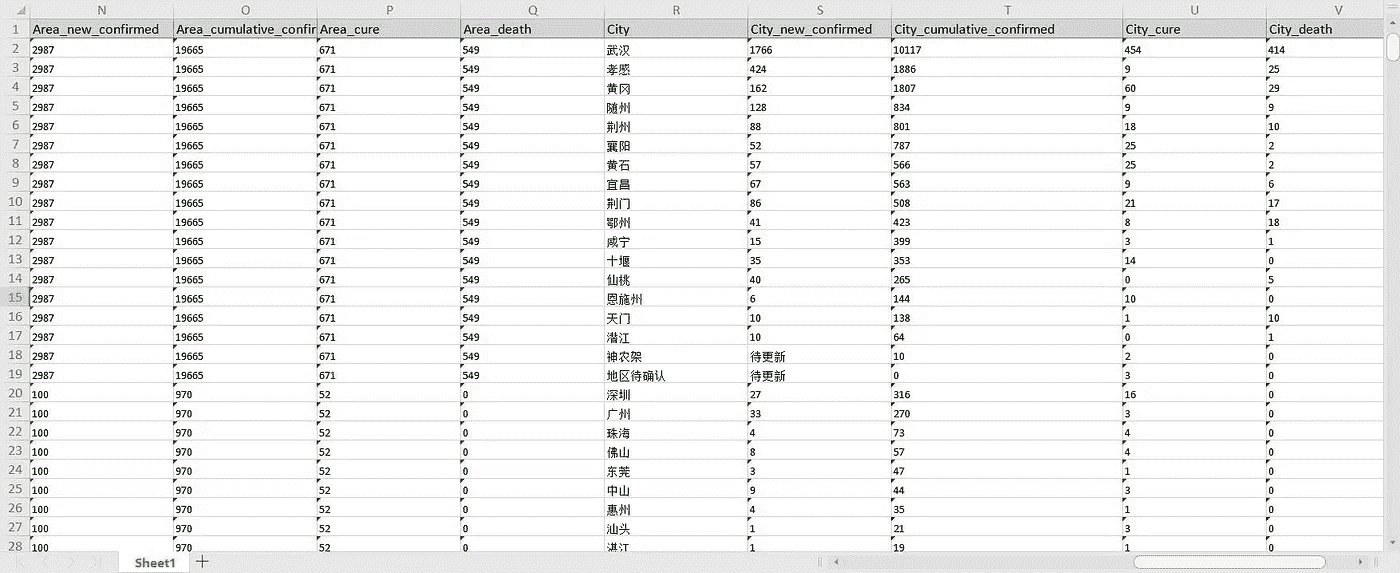 N O P Q R S T U V
1 Area_new_confirmed Area_cumulative_confir Area_cure Area_death City City_new_confirmed City_cumulative_confirmed City_cure City_death
2 2987 19665 671 549 武汉 1766 10117 454 414
3 2987 19665 671 549 孝感 424 1886 9 25
4 2987 19665 671 549 黄冈 162 1807 60 29
5 2987 19665 671 549 随州 128 834 9 9
6 2987 19665 671 549 荆州 88 801 18 10
7 2987 19665 671 549 襄阳 52 787 25 2
8 2987 19665 671 549 黄石 57 566 25 2
9 2987 19665 671 549 宜昌 67 563 9 6
10 2987 19665 671 549 荆门 86 508 21 17
11 2987 19665 671 549 鄂州 41 423 8 18
12 2987 19665 671 549 咸宁 15 399 3 1
13 2987 19665 671 549 十堰 35 353 14 0
14 2987 19665 671 549 仙桃 40 265 0 5
15 2987 19665 671 549 恩施州 6 144 10 0
16 2987 19665 671 549 天门 10 138 1 10
17 2987 19665 671 549 潜江 10 64 0 1
18 2987 19665 671 549 神农架 待更新 10 2 0
19 2987 19665 671 549 地区待确认 待更新 0 3 0
20 100 970 52 0 深圳 27 316 16 0
21 100 970 52 0 广州 33 270 3 0
22 100 970 52 0 珠海 4 73 4 0
23 100 970 52 0 佛山 8 57 4 0
24 100 970 52 0 东莞 3 47 1 0
25 100 970 52 0 中山 9 44 3 0
26 100 970 52 0 惠州 4 35 1 0
27 100 970 52 0 汕头 1 21 3 0
28 100 970 52 0 湛江 1 19 1 0
Sheet1